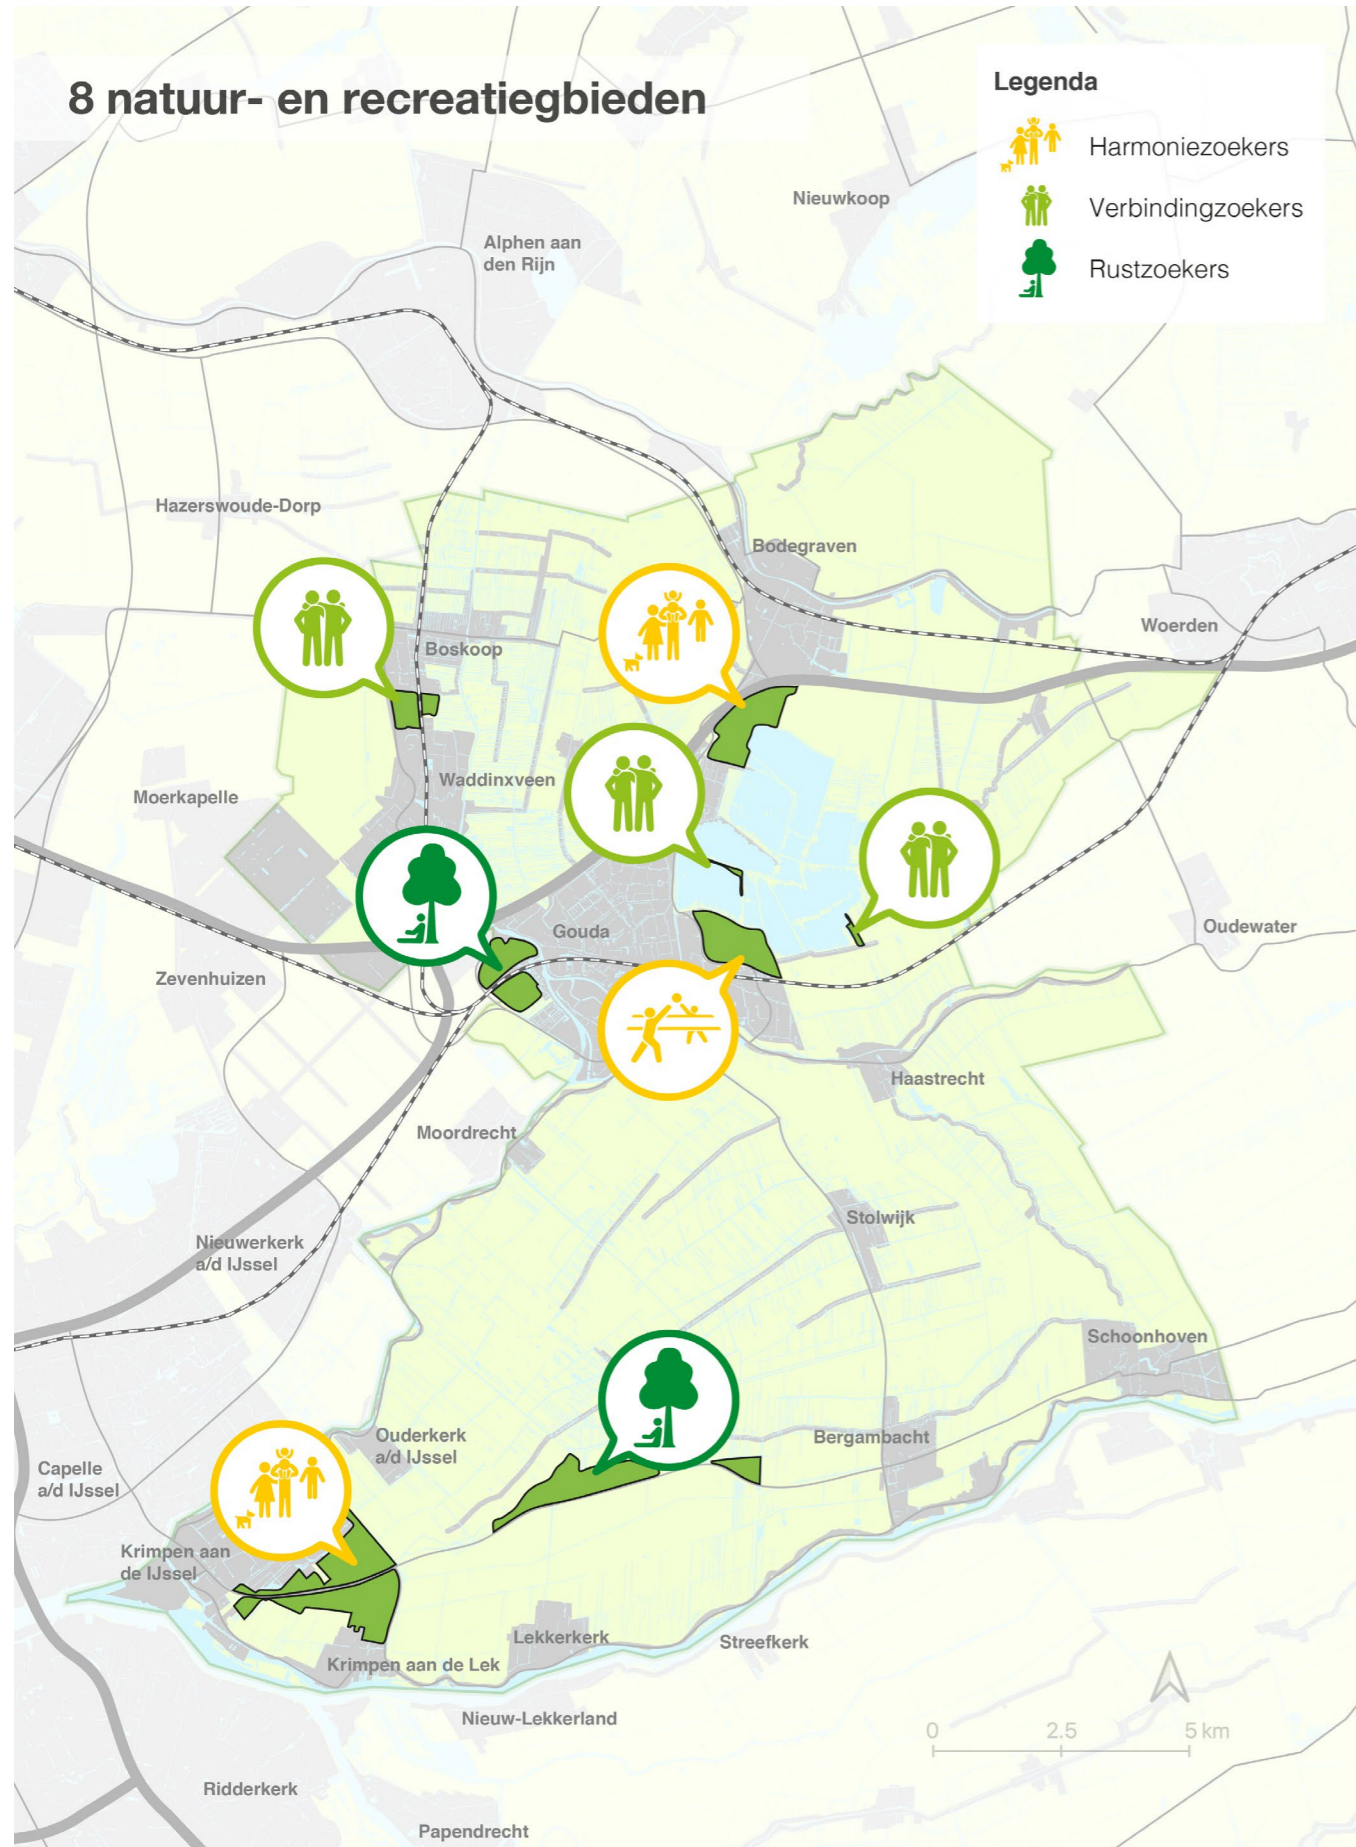 8 natuur- en recreatiegbieden
Legenda
Harmoniezoekers
Verbindingzoekers
Rustzoekers
Nieuwkoop
Alphen aan
den Rijn
Hazerswoude-Dorp
Bodegraven
Woerden
Boskoop
Waddinxveen
Moerkapelle
Gouda
Oudewater
Zevenhuizen
Haastrecht
Moordrecht
Stolwijk
Nieuwerkerk
a/d IJssel
Schoonhoven
Ouderkerk
a/d IJssel
Bergambacht
Capelle
a/d IJssel
Krimpen aan
de IJssel
Lekkerkerk
Streefkerk
Krimpen aan de Lek
Nieuw-Lekkerland
0 2.5 5 km
Ridderkerk
Papendrecht